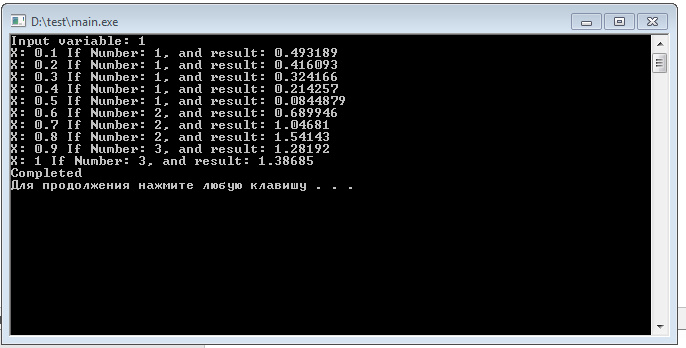 D:\test\main.exe
Input variable: 1
X: 0.1 If Number: 1, and result: 0.493189
X: 0.2 If Number: 1, and result: 0.416093
X: 0.3 If Number: 1, and result: 0.324166
X: 0.4 If Number: 1, and result: 0.214257
X: 0.5 If Number: 1, and result: 0.0844879
X: 0.6 If Number: 2, and result: 0.689946
X: 0.7 If Number: 2, and result: 1.04681
X: 0.8 If Number: 2, and result: 1.54143
X: 0.9 If Number: 3, and result: 1.28192
X: 1 If Number: 3, and result: 1.38685
Completed
Для продолжения нажмите любую клавишу . . .